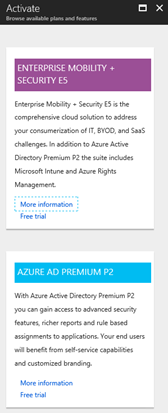 Activate
Browse available plans and features
ENTERPRISE MOBILITY +
SECURITY E5
Enterprise Mobility + Security E5 is the
comprehensive cloud solution to address
your consumerization of IT, BYOD, and SaaS
challenges. In addition to Azure Active
Directory Premium P2 the suite includes
Microsoft Intune and Azure Rights
Management.
More information
Free trial
AZURE AD PREMIUM P2
With Azure Active Directory Premium P2
you can gain access to advanced security
features, richer reports and rule based
assignments to applications. Your end users
will benefit from self-service capabilities
and customized branding.
More information
Free trial